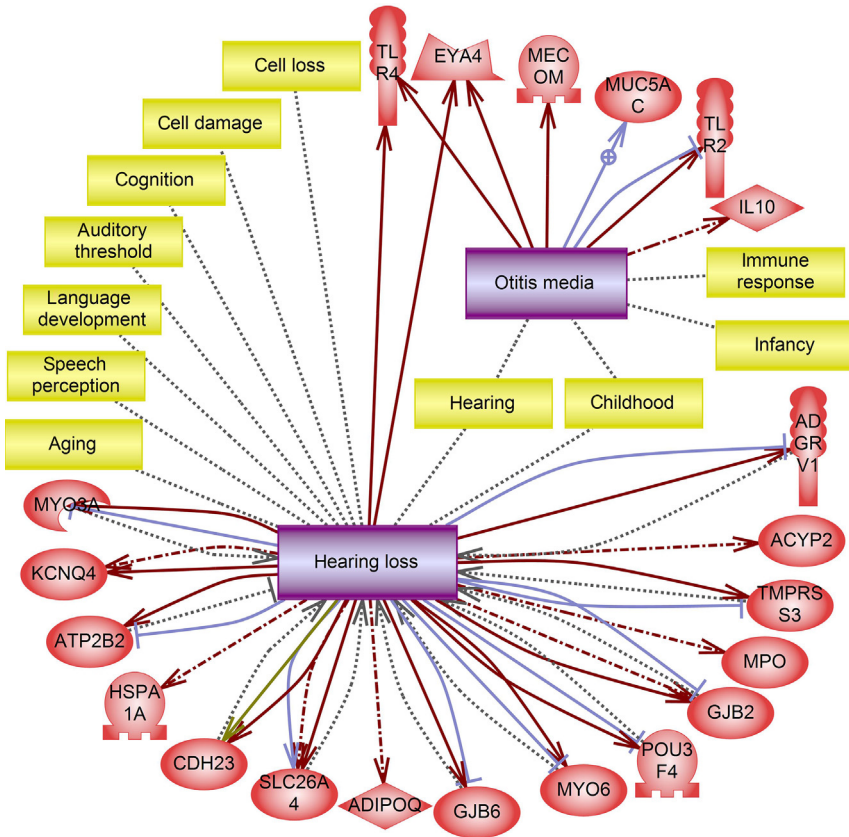 TL
R4
EYA4
MEC
OM
MUC5A
C
TL
R2
IL10
Cell loss
Cell damage
Cognition
Auditory
threshold
Language
development
Speech
perception
Aging
Otitis media
Immune
response
Infancy
Hearing
Childhood
AD
GR
V1
MYO3A
KCNQ4
ATP2B2
HSPA
1A
CDH23
SLC26A
4
ADIPOQ
GJB6
MYO6
POU3
F4
GJB2
MPO
TMPRS
S3
ACYP2
Hearing loss